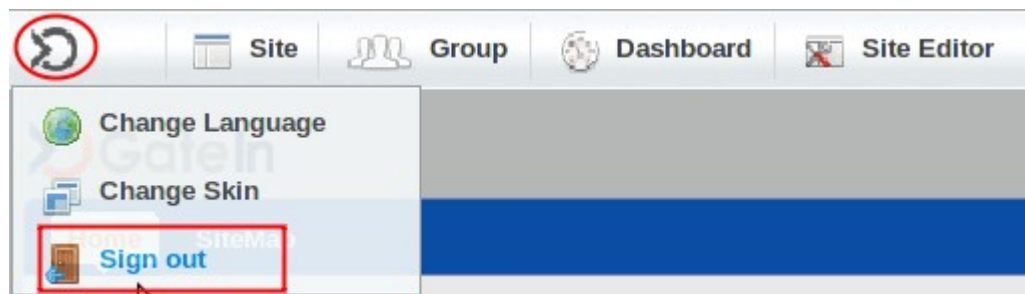 Site Group Dashboard Site Editor
Change Language
GateIn
Change Skin
Home SiteMap
Sign out